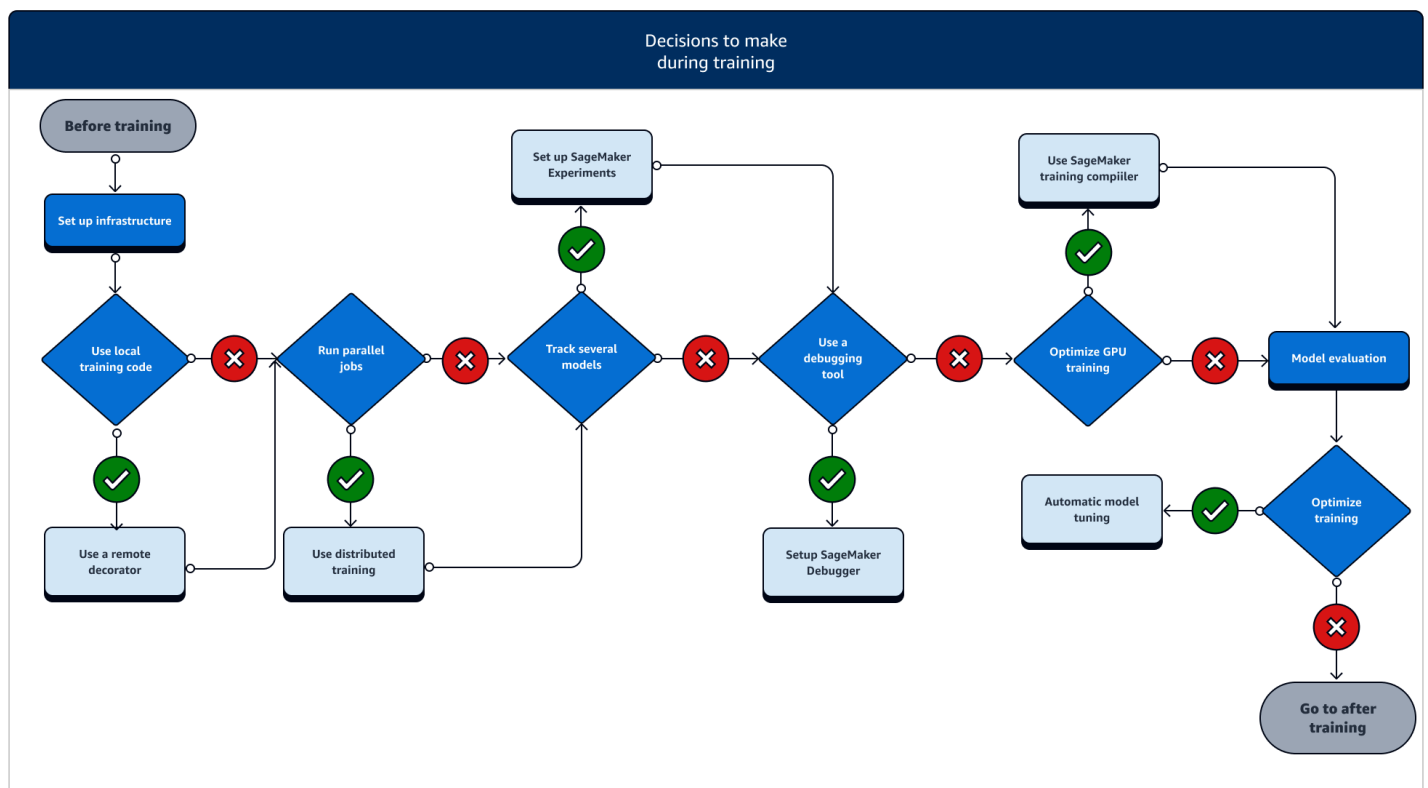 Decisions to make
during training
Before training
Set up infrastructure
Use local
training code
Use a remote
decorator
Run parallel
jobs
Use distributed
training
Set up SageMaker
Experiments
Track several
models
Use a
debugging
tool
Setup SageMaker
Debugger
Use SageMaker
training compiiler
Optimize GPU
training
Model evaluation
Automatic model
tuning
Optimize
training
Go to after
training